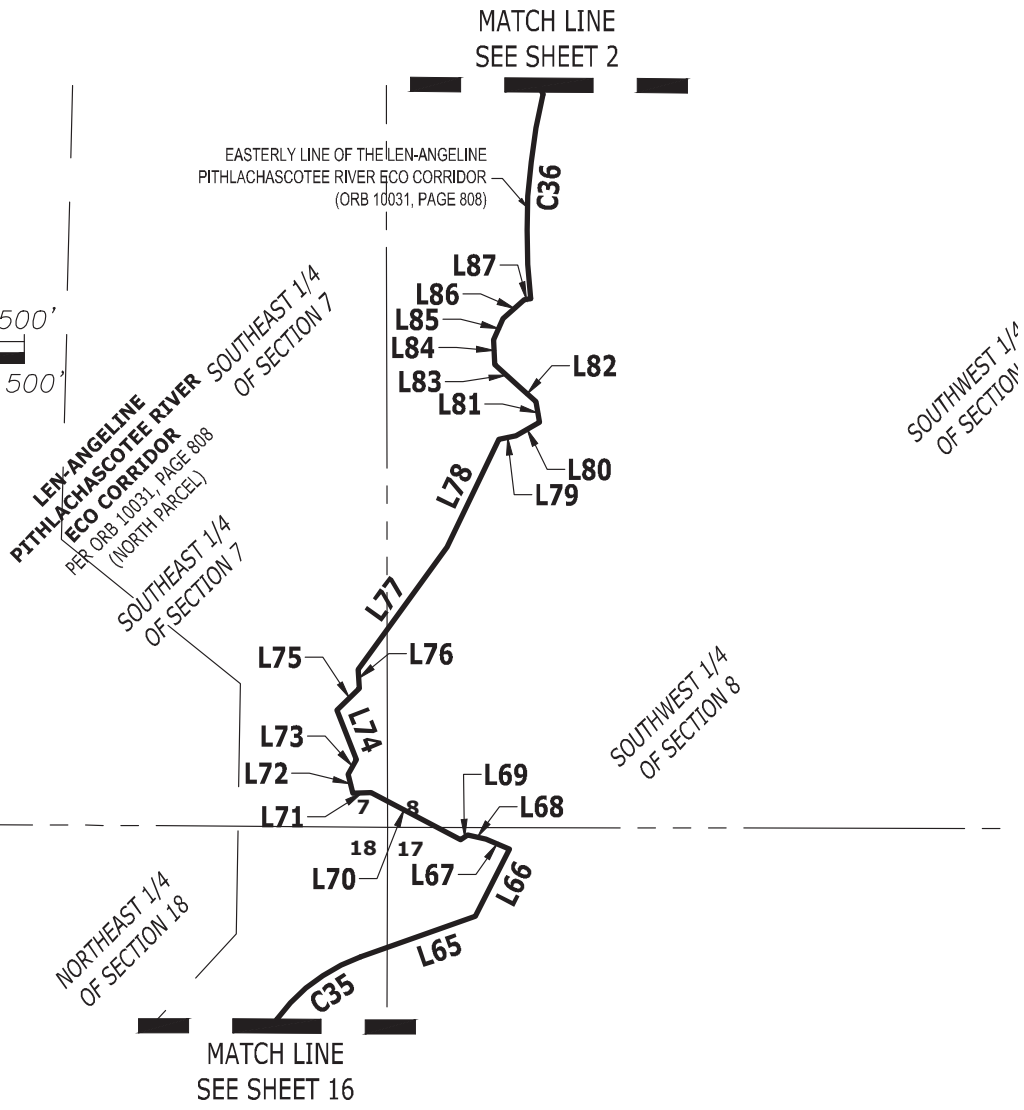 MATCH LINE
SEE SHEET 2
EASTERLY LINE OF THE LEN-ANGELINE
PITHLACHASCOTEE RIVER ECO CORRIDOR
(ORB 10031, PAGE 808)
C36
L87
L86
L85
L84
L83
L82
L81
L80
L79
L78
500'
500'
SOUTHEAST 1/4
OF SECTION 7
LEN-ANGELINE
PITHLACHASCOTEE RIVER
ECO CORRIDOR
PER ORB 10031, PAGE 808
(NORTH PARCEL)
SOUTHEAST 1/4
OF SECTION 7
SOUTHWEST 1/4
OF SECTION
L77
L76
L75
L74
L73
L72
L71
7
8
18
17
L70
L69
L68
L67
L66
SOUTHWEST 1/4
OF SECTION 8
NORTHEAST 1/4
OF SECTION 18
L65
C35
MATCH LINE
SEE SHEET 16